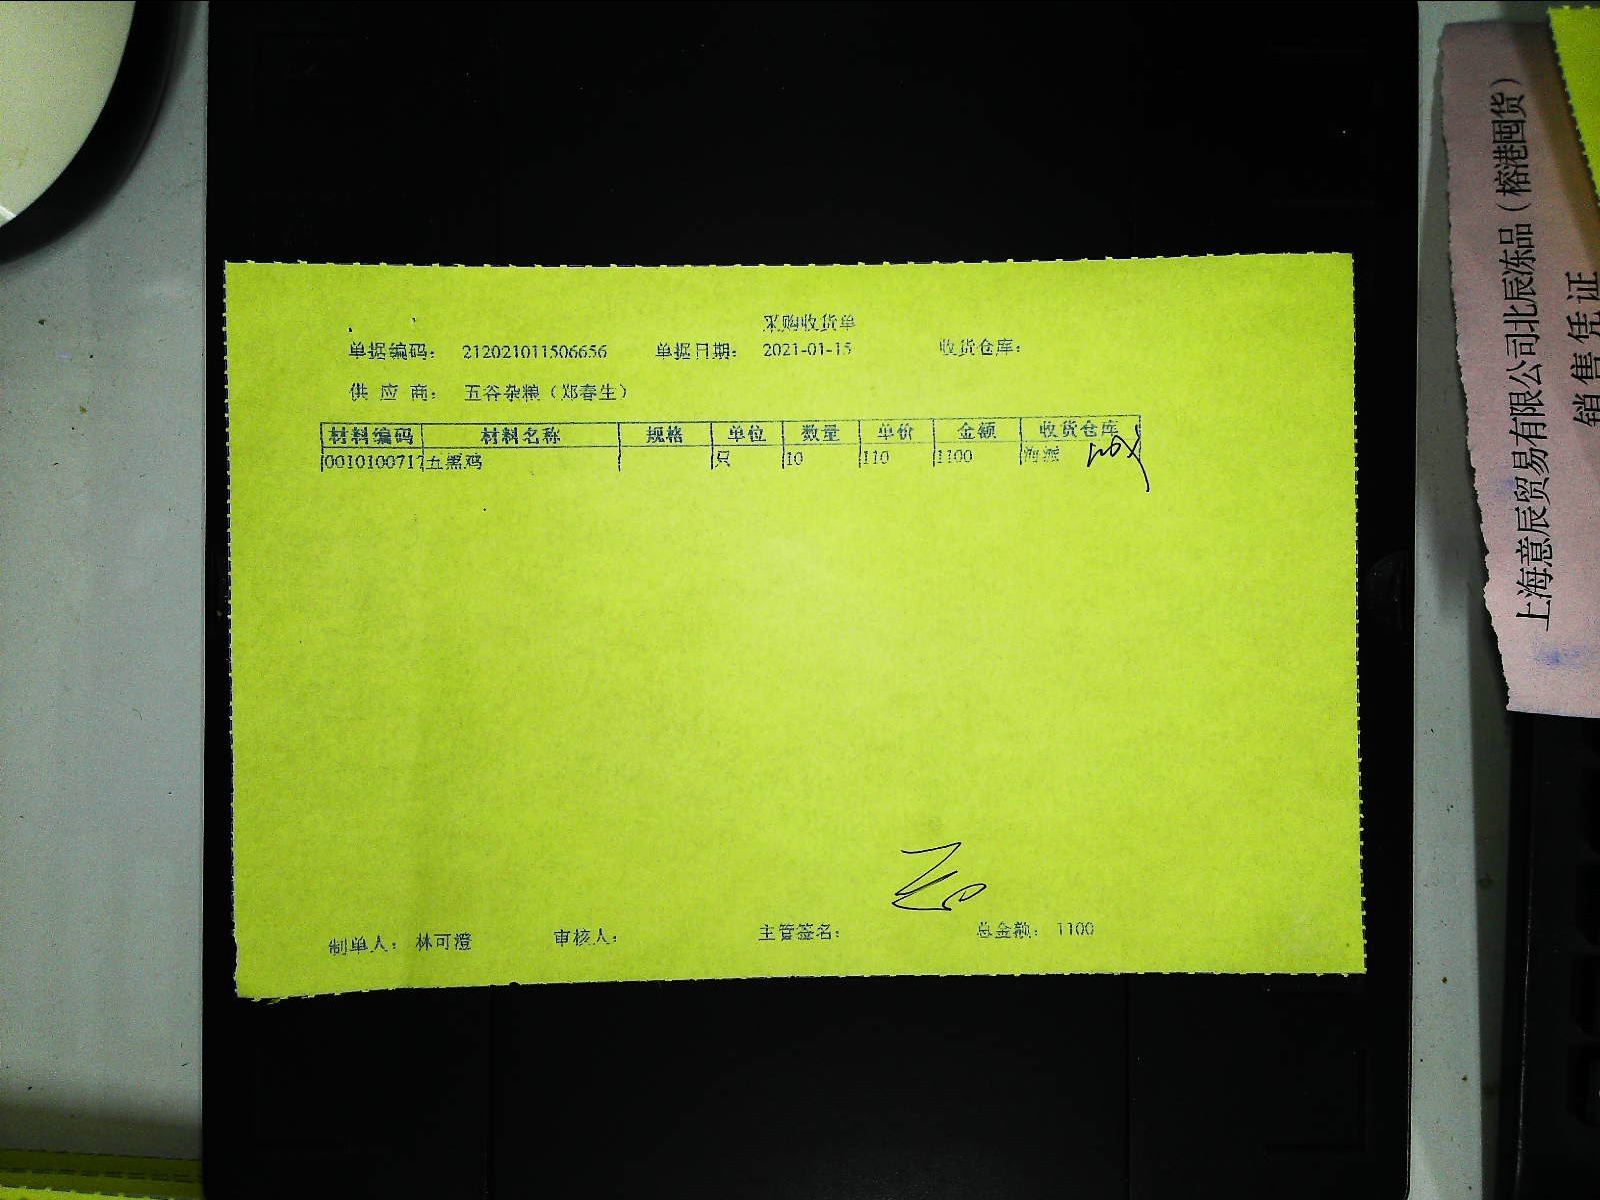 采购收货单
单据编码： 212021011506656 单据日期： 2021-01-15 收货仓库：
供 应 商： 五谷杂粮（郑春生）
材料编码 材料名称 规格 单位 数量 单价 金额 收货仓库
0010100717 五黑鸡 只 10 110 1100 海派
制单人： 林可澄 审核人： 主管签名： 总金额： 1100
上海意辰贸易有限公司北辰冻品（榕港囤货）
销售凭证